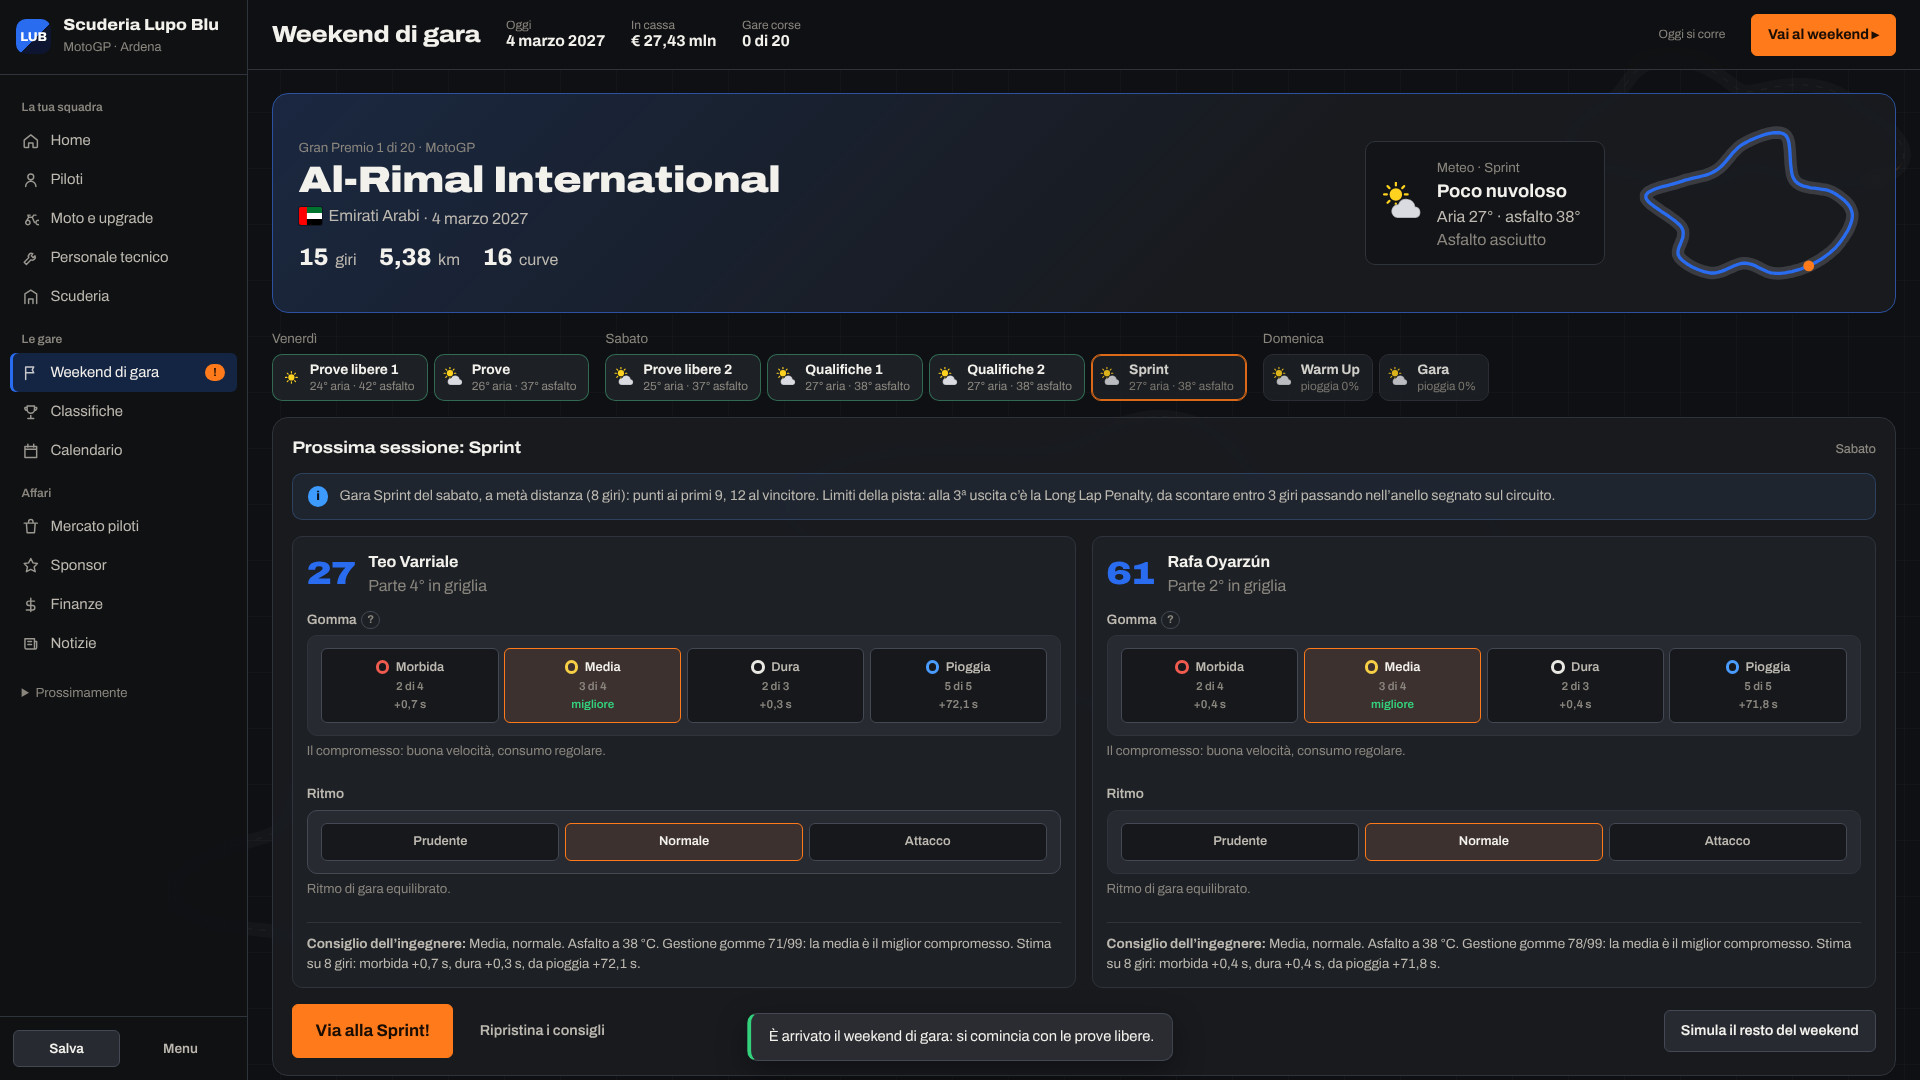 LUB
Scuderia Lupo Blu
MotoGP · Ardena
La tua squadra
Home
Piloti
Moto e upgrade
Personale tecnico
Scuderia
Le gare
Weekend di gara !
Classifiche
Calendario
Affari
Mercato piloti
Sponsor
Finanze
Notizie
Prossimamente
Salva
Menu
Weekend di gara
Oggi
4 marzo 2027
In cassa
€ 27,43 mln
Gare corse
0 di 20
Oggi si corre
Vai al weekend ▸
Gran Premio 1 di 20 · MotoGP
Al-Rimal International
Emirati Arabi · 4 marzo 2027
15 giri 5,38 km 16 curve
Meteo · Sprint
Poco nuvoloso
Aria 27° · asfalto 38°
Asfalto asciutto
Venerdì
Prove libere 1
24° aria · 42° asfalto
Prove
26° aria · 37° asfalto
Sabato
Prove libere 2
25° aria · 37° asfalto
Qualifiche 1
27° aria · 38° asfalto
Qualifiche 2
27° aria · 38° asfalto
Sprint
27° aria · 38° asfalto
Domenica
Warm Up
pioggia 0%
Gara
pioggia 0%
Prossima sessione: Sprint
Sabato
i Gara Sprint del sabato, a metà distanza (8 giri): punti ai primi 9, 12 al vincitore. Limiti della pista: alla 3ª uscita c’è la Long Lap Penalty, da scontare entro 3 giri passando nell’anello segnato sul circuito.
27
Teo Varriale
Parte 4° in griglia
Gomma ?
Morbida
2 di 4
+0,7 s
Media
3 di 4
migliore
Dura
2 di 3
+0,3 s
Pioggia
5 di 5
+72,1 s
Il compromesso: buona velocità, consumo regolare.
Ritmo
Prudente
Normale
Attacco
Ritmo di gara equilibrato.
Consiglio dell’ingegnere: Media, normale. Asfalto a 38 °C. Gestione gomme 71/99: la media è il miglior compromesso. Stima
su 8 giri: morbida +0,7 s, dura +0,3 s, da pioggia +72,1 s.
61
Rafa Oyarzún
Parte 2° in griglia
Gomma ?
Morbida
2 di 4
+0,4 s
Media
3 di 4
migliore
Dura
2 di 3
+0,4 s
Pioggia
5 di 5
+71,8 s
Il compromesso: buona velocità, consumo regolare.
Ritmo
Prudente
Normale
Attacco
Ritmo di gara equilibrato.
Consiglio dell’ingegnere: Media, normale. Asfalto a 38 °C. Gestione gomme 78/99: la media è il miglior compromesso. Stima
su 8 giri: morbida +0,4 s, dura +0,4 s, da pioggia +71,8 s.
Via alla Sprint!
Ripristina i consigli
È arrivato il weekend di gara: si comincia con le prove libere.
Simula il resto del weekend